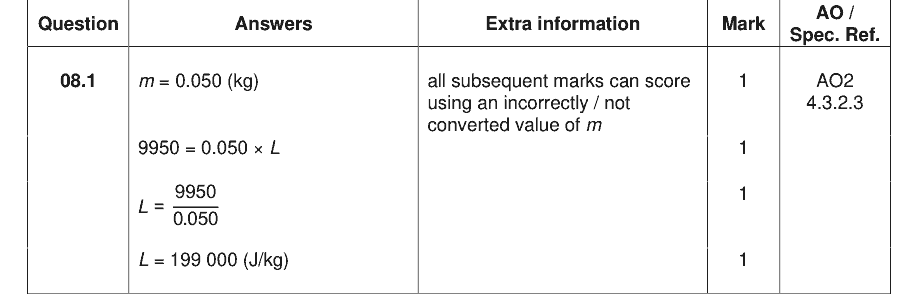 Question Answers Extra information Mark AO /
Spec. Ref.
08.1 m = 0.050 (kg) all subsequent marks can score 1 AO2
using an incorrectly / not 4.3.2.3
converted value of m
9950 = 0.050 × L 1
L = 9950 / 0.050 1
L = 199 000 (J/kg) 1